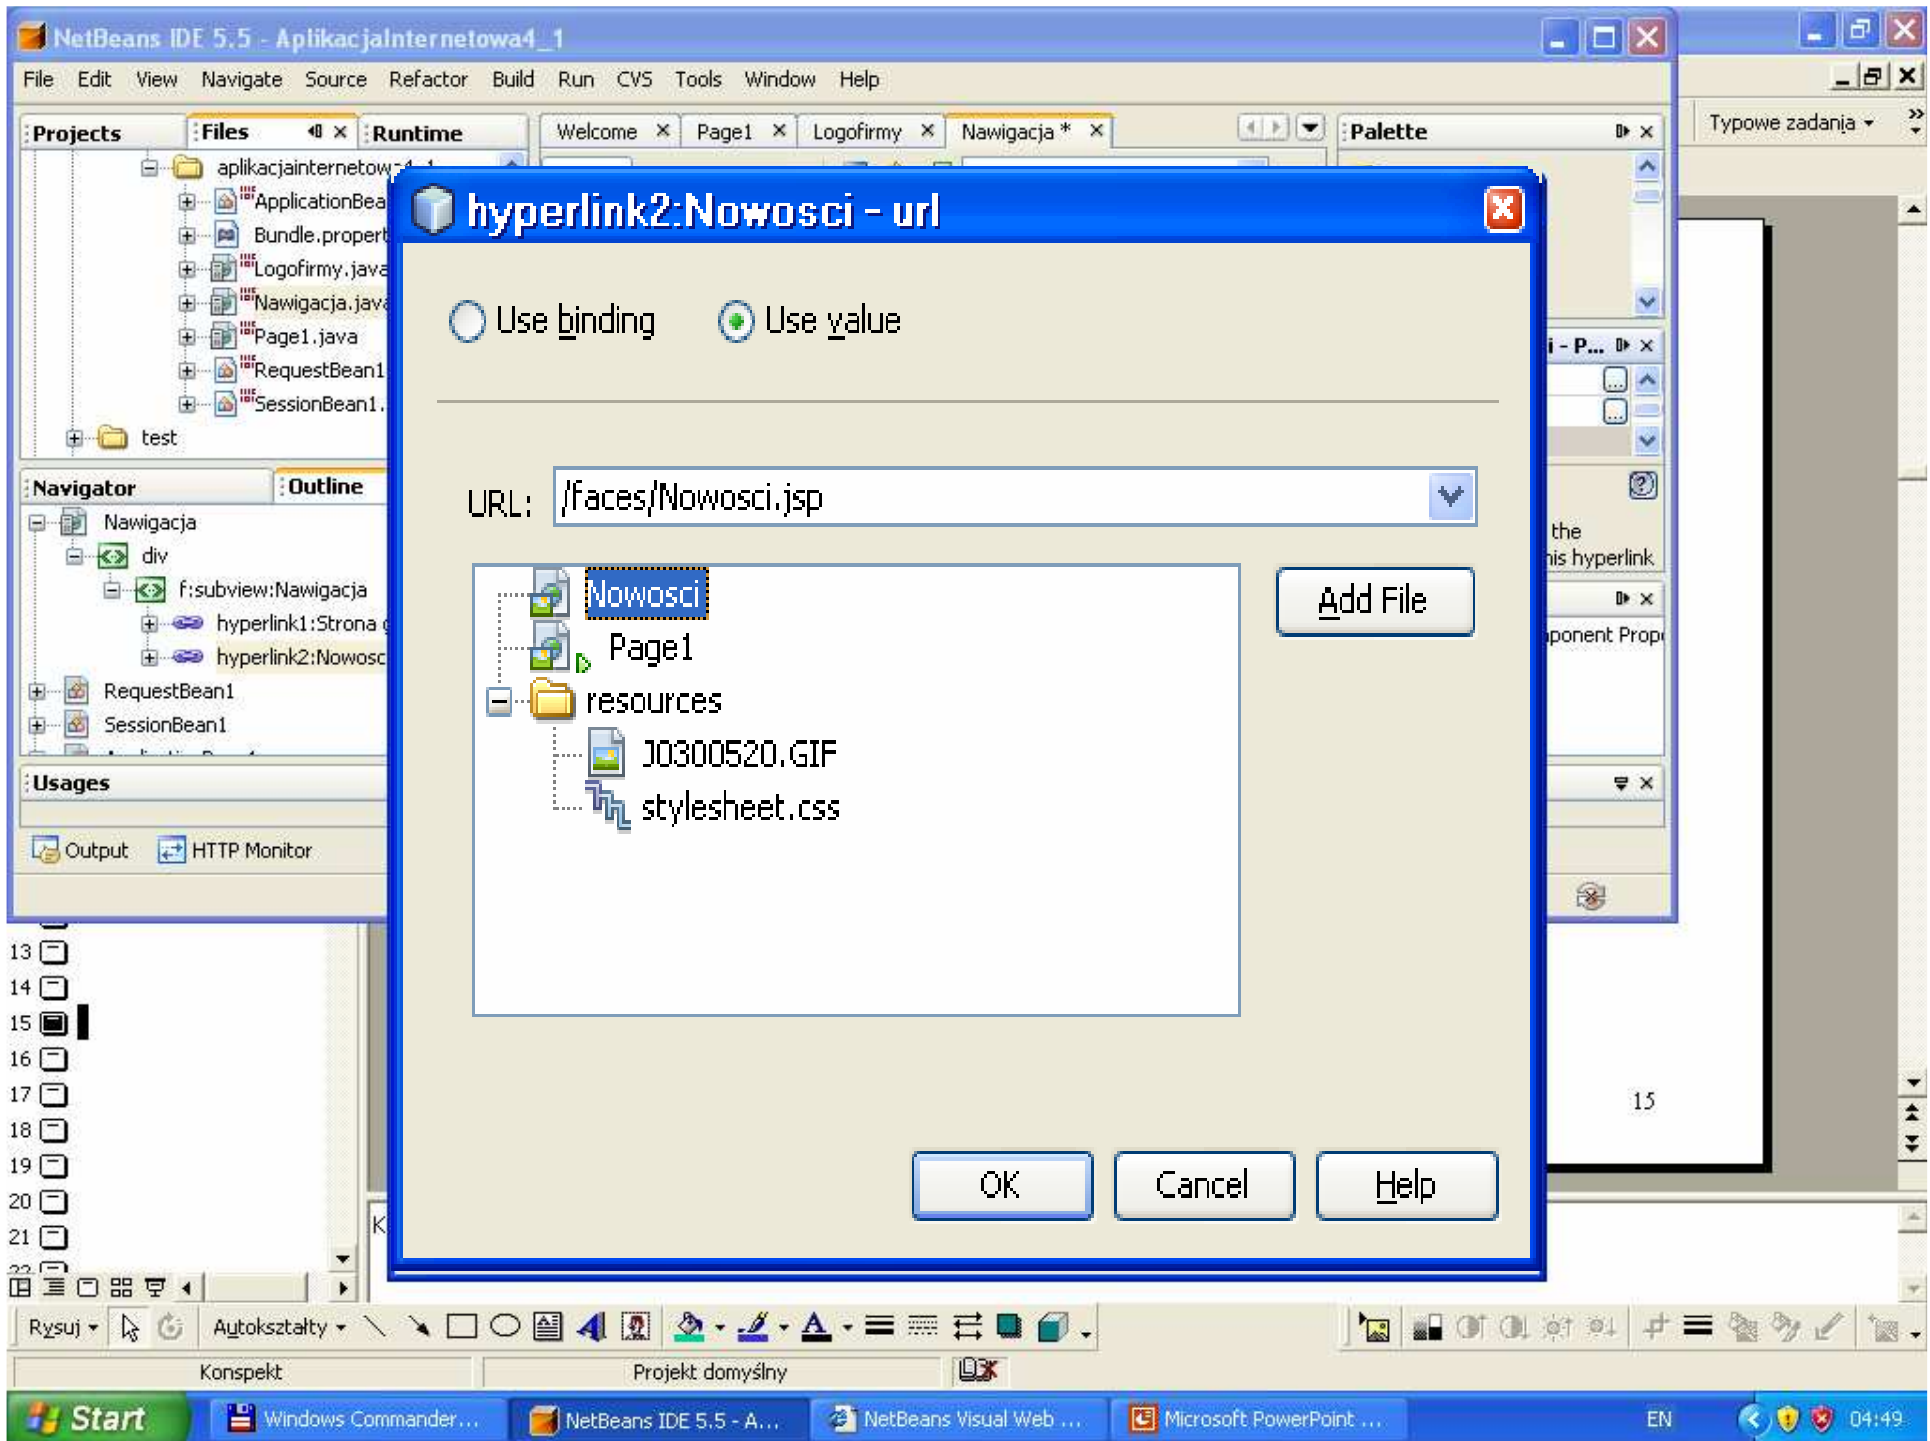 NetBeans IDE 5.5 - AplikacjaInternetowa4_1
File Edit View Navigate Source Refactor Build Run CVS Tools Window Help
Typowe zadania
Projects Files Runtime
Welcome Page1 Logofirmy Nawigacja *
Palette
ApplicationBea
Bundle.propert
Logofirmy.java
Nawigacja.java
Page1.java
RequestBean1
SessionBean1.
test
Navigator Outline
Nawigacja
div
f:subview:Nawigacja
hyperlink1:Strona g
hyperlink2:Nowosc
RequestBean1
SessionBean1
Usages
Output HTTP Monitor
hyperlink2:Nowosci - url
Use binding Use value
URL: /faces/Nowosci.jsp
Nowosci
Page1
resources
J0300520.GIF
stylesheet.css
Add File
OK Cancel Help
i - P...
the
his hyperlink
ponent Prop
13
14
15
16
17
18
19
20
21
22
K
15
Rysuj Autokształty
Konspekt Projekt domyślny
Start Windows Commander... NetBeans IDE 5.5 - A... NetBeans Visual Web ... Microsoft PowerPoint ... EN 04:49